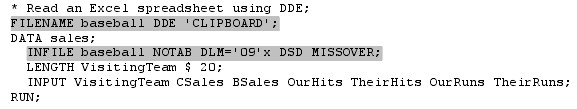 * Read an Excel spreadsheet using DDE;
FILENAME baseball DDE 'CLIPBOARD';
DATA sales;
INFILE baseball NOTAB DLM='09'x DSD MISSOVER;
LENGTH VisitingTeam $ 20;
INPUT VisitingTeam CSales BSales OurHits TheirHits OurRuns TheirRuns;
RUN;